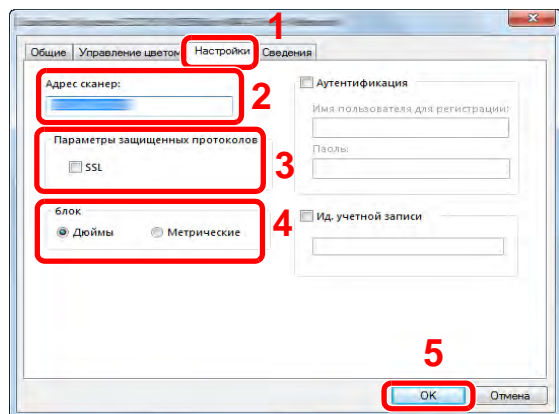 1
Общие Управление цветом Настройки Сведения
Адрес сканер:
2
Параметры защищенных протоколов
SSL
3
блок
Дюймы Метрические
4
Аутентификация
Имя пользователя для регистрации:
Паоль:
Ид. учетной записи
5
OK Отмена